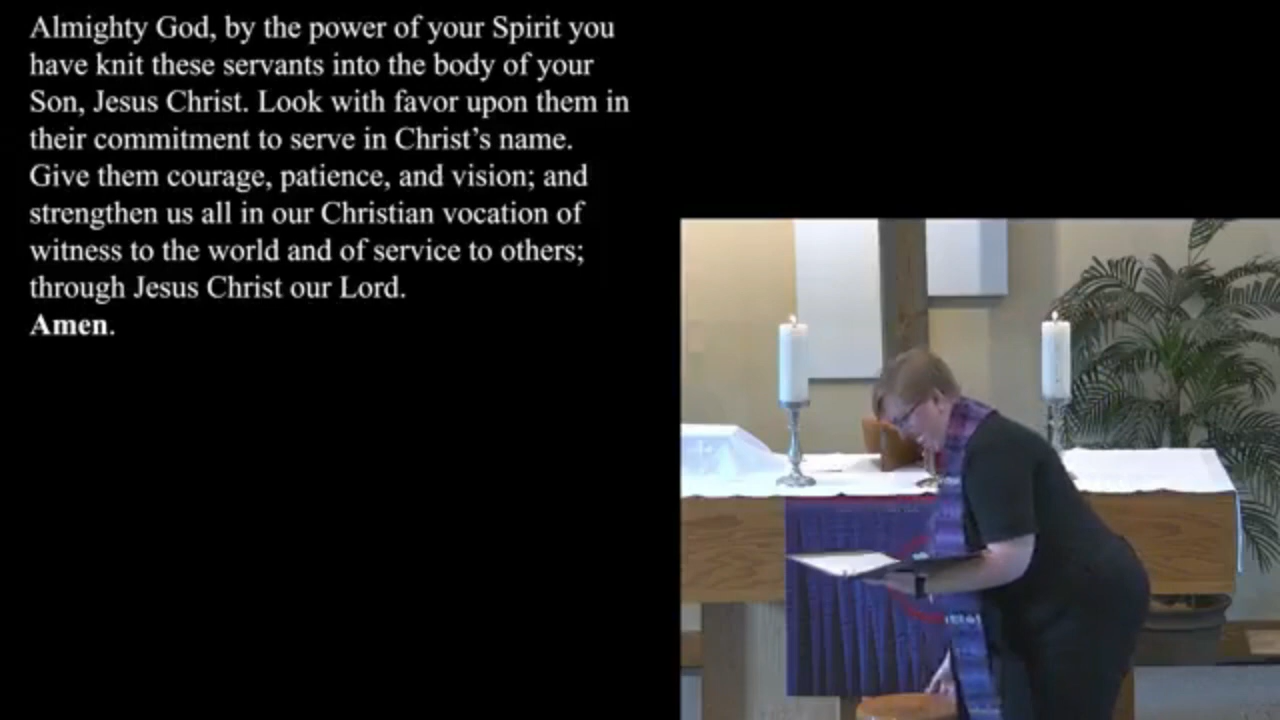 Almighty God, by the power of your Spirit you
have knit these servants into the body of your
Son, Jesus Christ. Look with favor upon them in
their commitment to serve in Christ’s name.
Give them courage, patience, and vision; and
strengthen us all in our Christian vocation of
witness to the world and of service to others;
through Jesus Christ our Lord.
Amen.